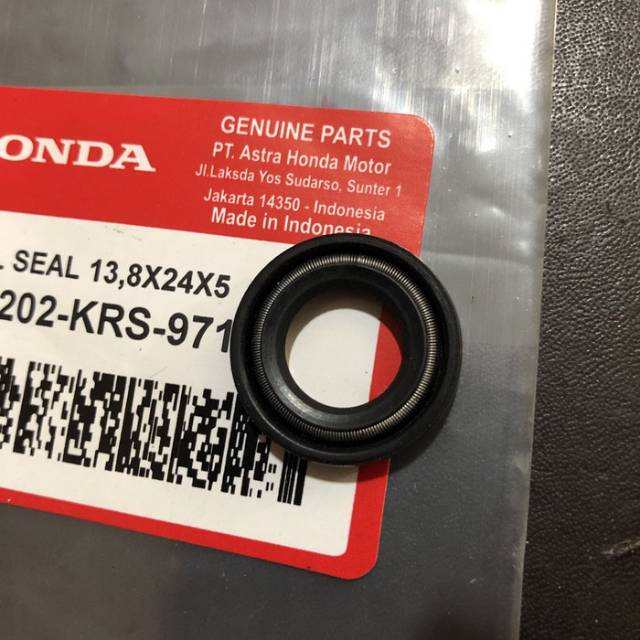 ONDA
GENUINE PARTS
PT. Astra Honda Motor
Jl.Laksda Yos Sudarso, Sunter 1
Jakarta 14350 - Indonesia
Made in Indonesia
L SEAL 13,8X24X5
202-KRS-971